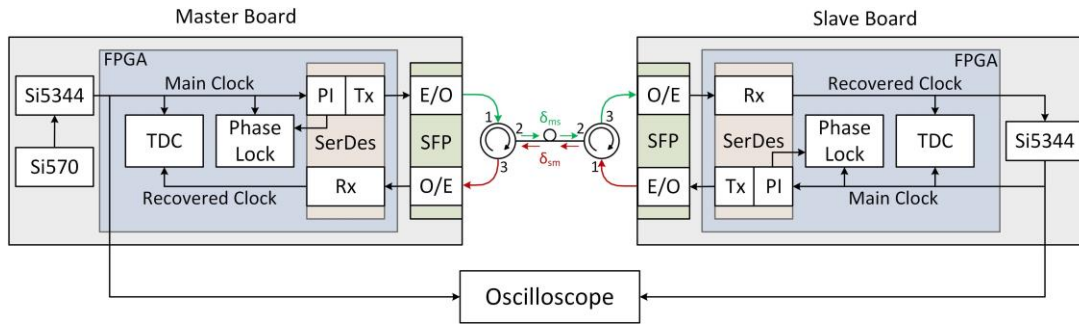 Master Board
Slave Board
FPGA
FPGA
Si5344
Main Clock
PI
Tx
E/O
1
2
δms
2
3
O/E
Rx
Recovered Clock
TDC
Phase
Lock
SerDes
SFP
SFP
SerDes
Phase
Lock
TDC
Si5344
Si570
δsm
Recovered Clock
Rx
O/E
3
1
E/O
Tx
PI
Main Clock
Oscilloscope